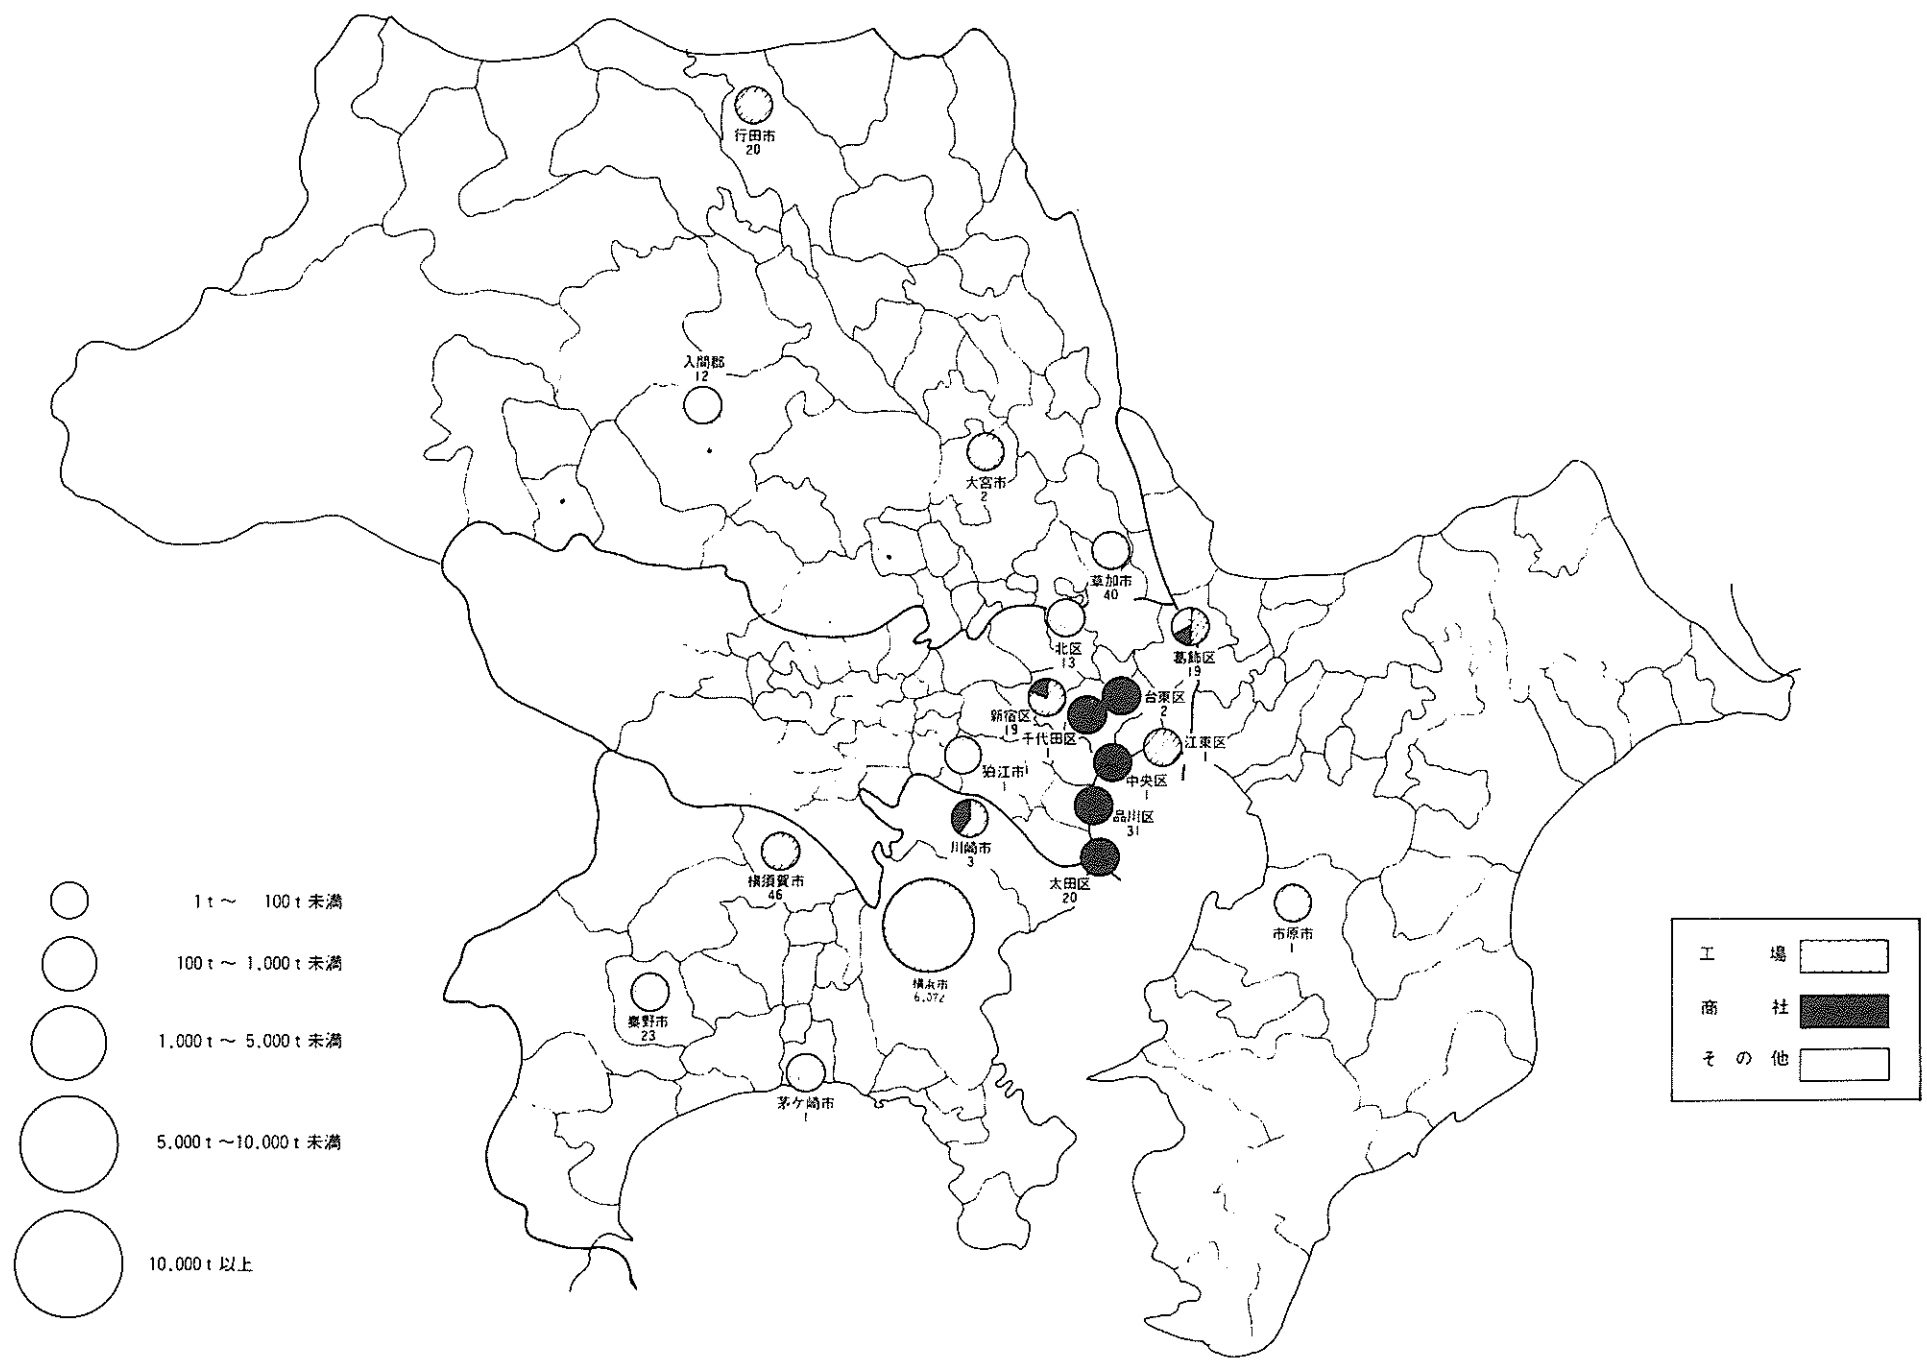 行田市
20
入間郡
12
大宮市
2
草加市
40
北区
13
葛飾区
19
新宿区
19
千代田区
1
台東区
2
江東区
1
狛江市
1
中央区
1
品川区
31
川崎市
3
太田区
20
横須賀市
46
横浜市
秦野市
23
茅ケ崎市
1
市原市
1
1t〜 100t未満
100t〜 1.000t未満
1.000t〜 5.000t未満
5.000t〜10.000t未満
10.000t以上
工場
商社
その他